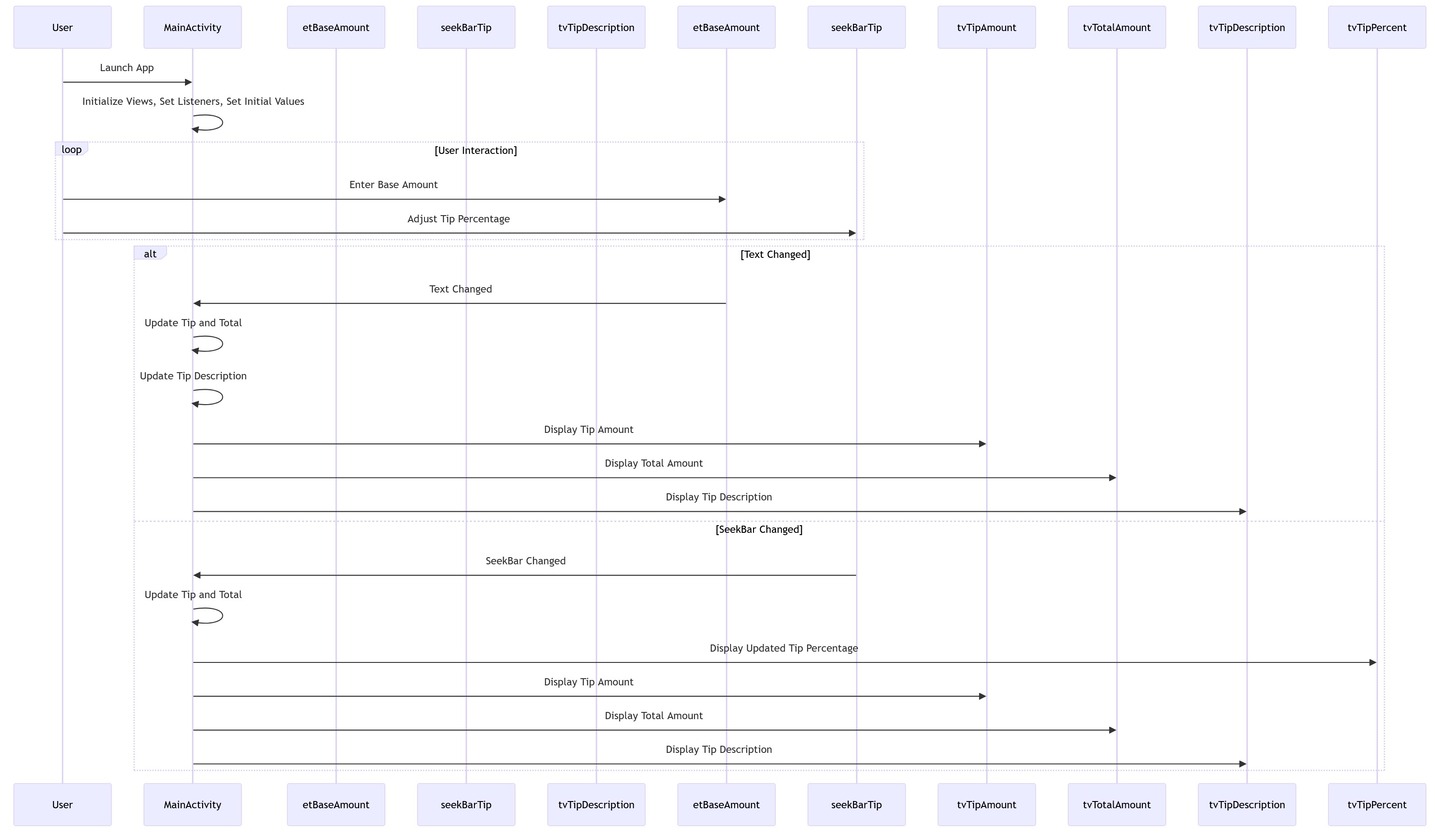 User MainActivity etBaseAmount seekBarTip tvTipDescription etBaseAmount seekBarTip tvTipAmount tvTotalAmount tvTipDescription tvTipPercent
Launch App
Initialize Views, Set Listeners, Set Initial Values
loop [User Interaction]
Enter Base Amount
Adjust Tip Percentage
alt [Text Changed]
Text Changed
Update Tip and Total
Update Tip Description
Display Tip Amount
Display Total Amount
Display Tip Description
[SeekBar Changed]
SeekBar Changed
Update Tip and Total
Display Updated Tip Percentage
Display Tip Amount
Display Total Amount
Display Tip Description
User MainActivity etBaseAmount seekBarTip tvTipDescription etBaseAmount seekBarTip tvTipAmount tvTotalAmount tvTipDescription tvTipPercent